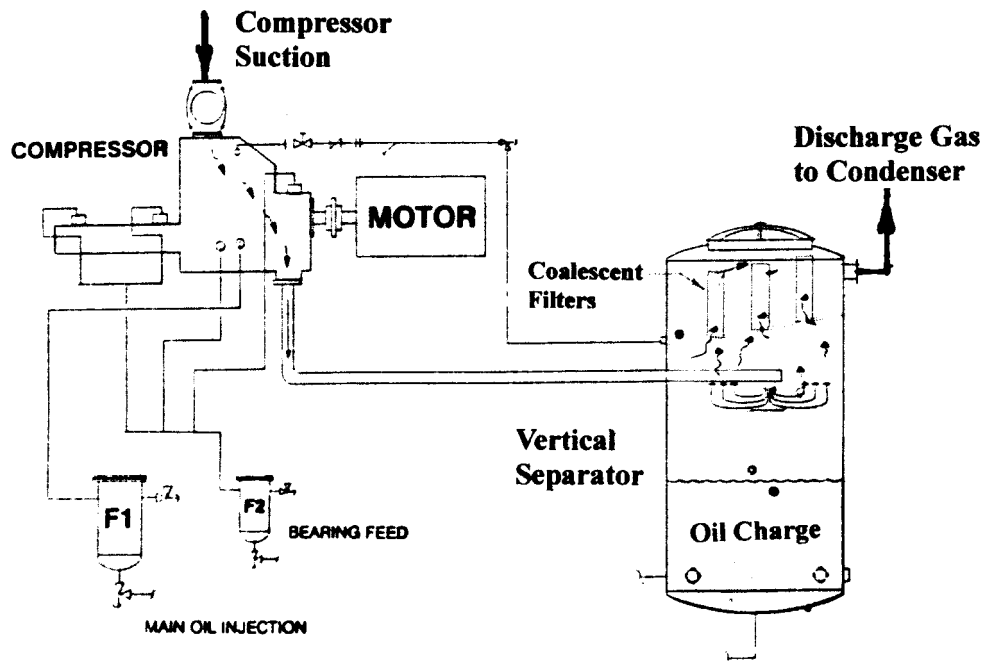 Compressor
Suction
COMPRESSOR
MOTOR
Discharge Gas
to Condenser
Coalescent
Filters
Vertical
Separator
F1
F2
BEARING FEED
Oil Charge
MAIN OIL INJECTION